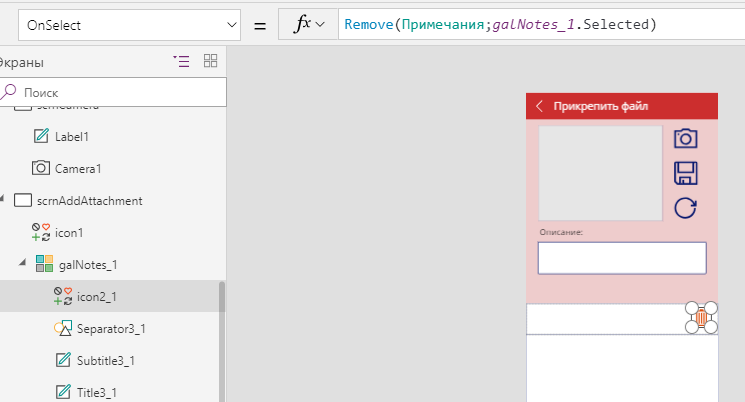 OnSelect = fx Remove(Примечания;galNotes_1.Selected)
Экраны
Поиск
scrnCamera
Label1
Camera1
scrnAddAttachment
icon1
galNotes_1
icon2_1
Separator3_1
Subtitle3_1
Title3_1
Прикрепить файл
Описание: